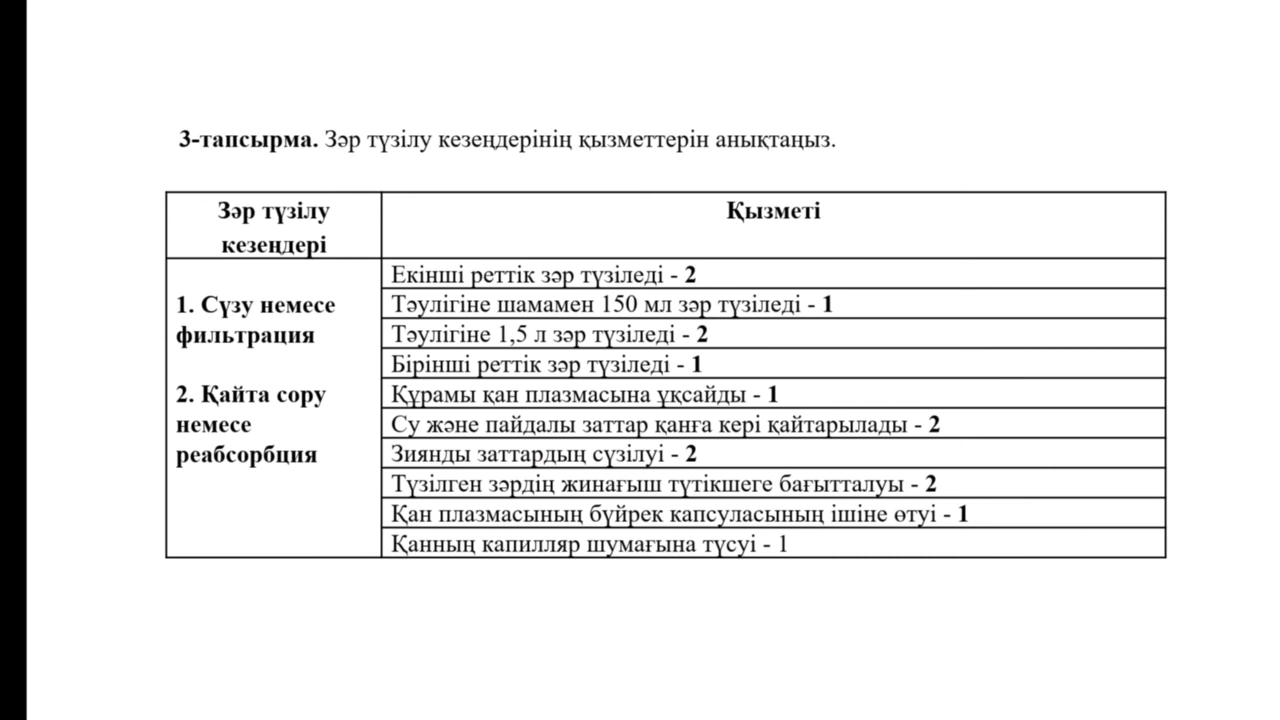 3-тапсырма. Зәр түзілу кезеңдерінің қызметтерін анықтаңыз.
Зәр түзілу
кезеңдері
Қызметі
1. Сүзу немесе
фильтрация
2. Қайта сору
немесе
реабсорбция
Екінші реттік зәр түзіледі - 2
Тәулігіне шамамен 150 мл зәр түзіледі - 1
Тәулігіне 1,5 л зәр түзіледі - 2
Бірінші реттік зәр түзіледі - 1
Құрамы қан плазмасына ұқсайды - 1
Су және пайдалы заттар қанға кері қайтарылады - 2
Зиянды заттардың сүзілуі - 2
Түзілген зәрдің жинағыш түтікшеге бағытталуы - 2
Қан плазмасының бүйрек капсуласының ішіне өтуі - 1
Қанның капилляр шумағына түсуі - 1